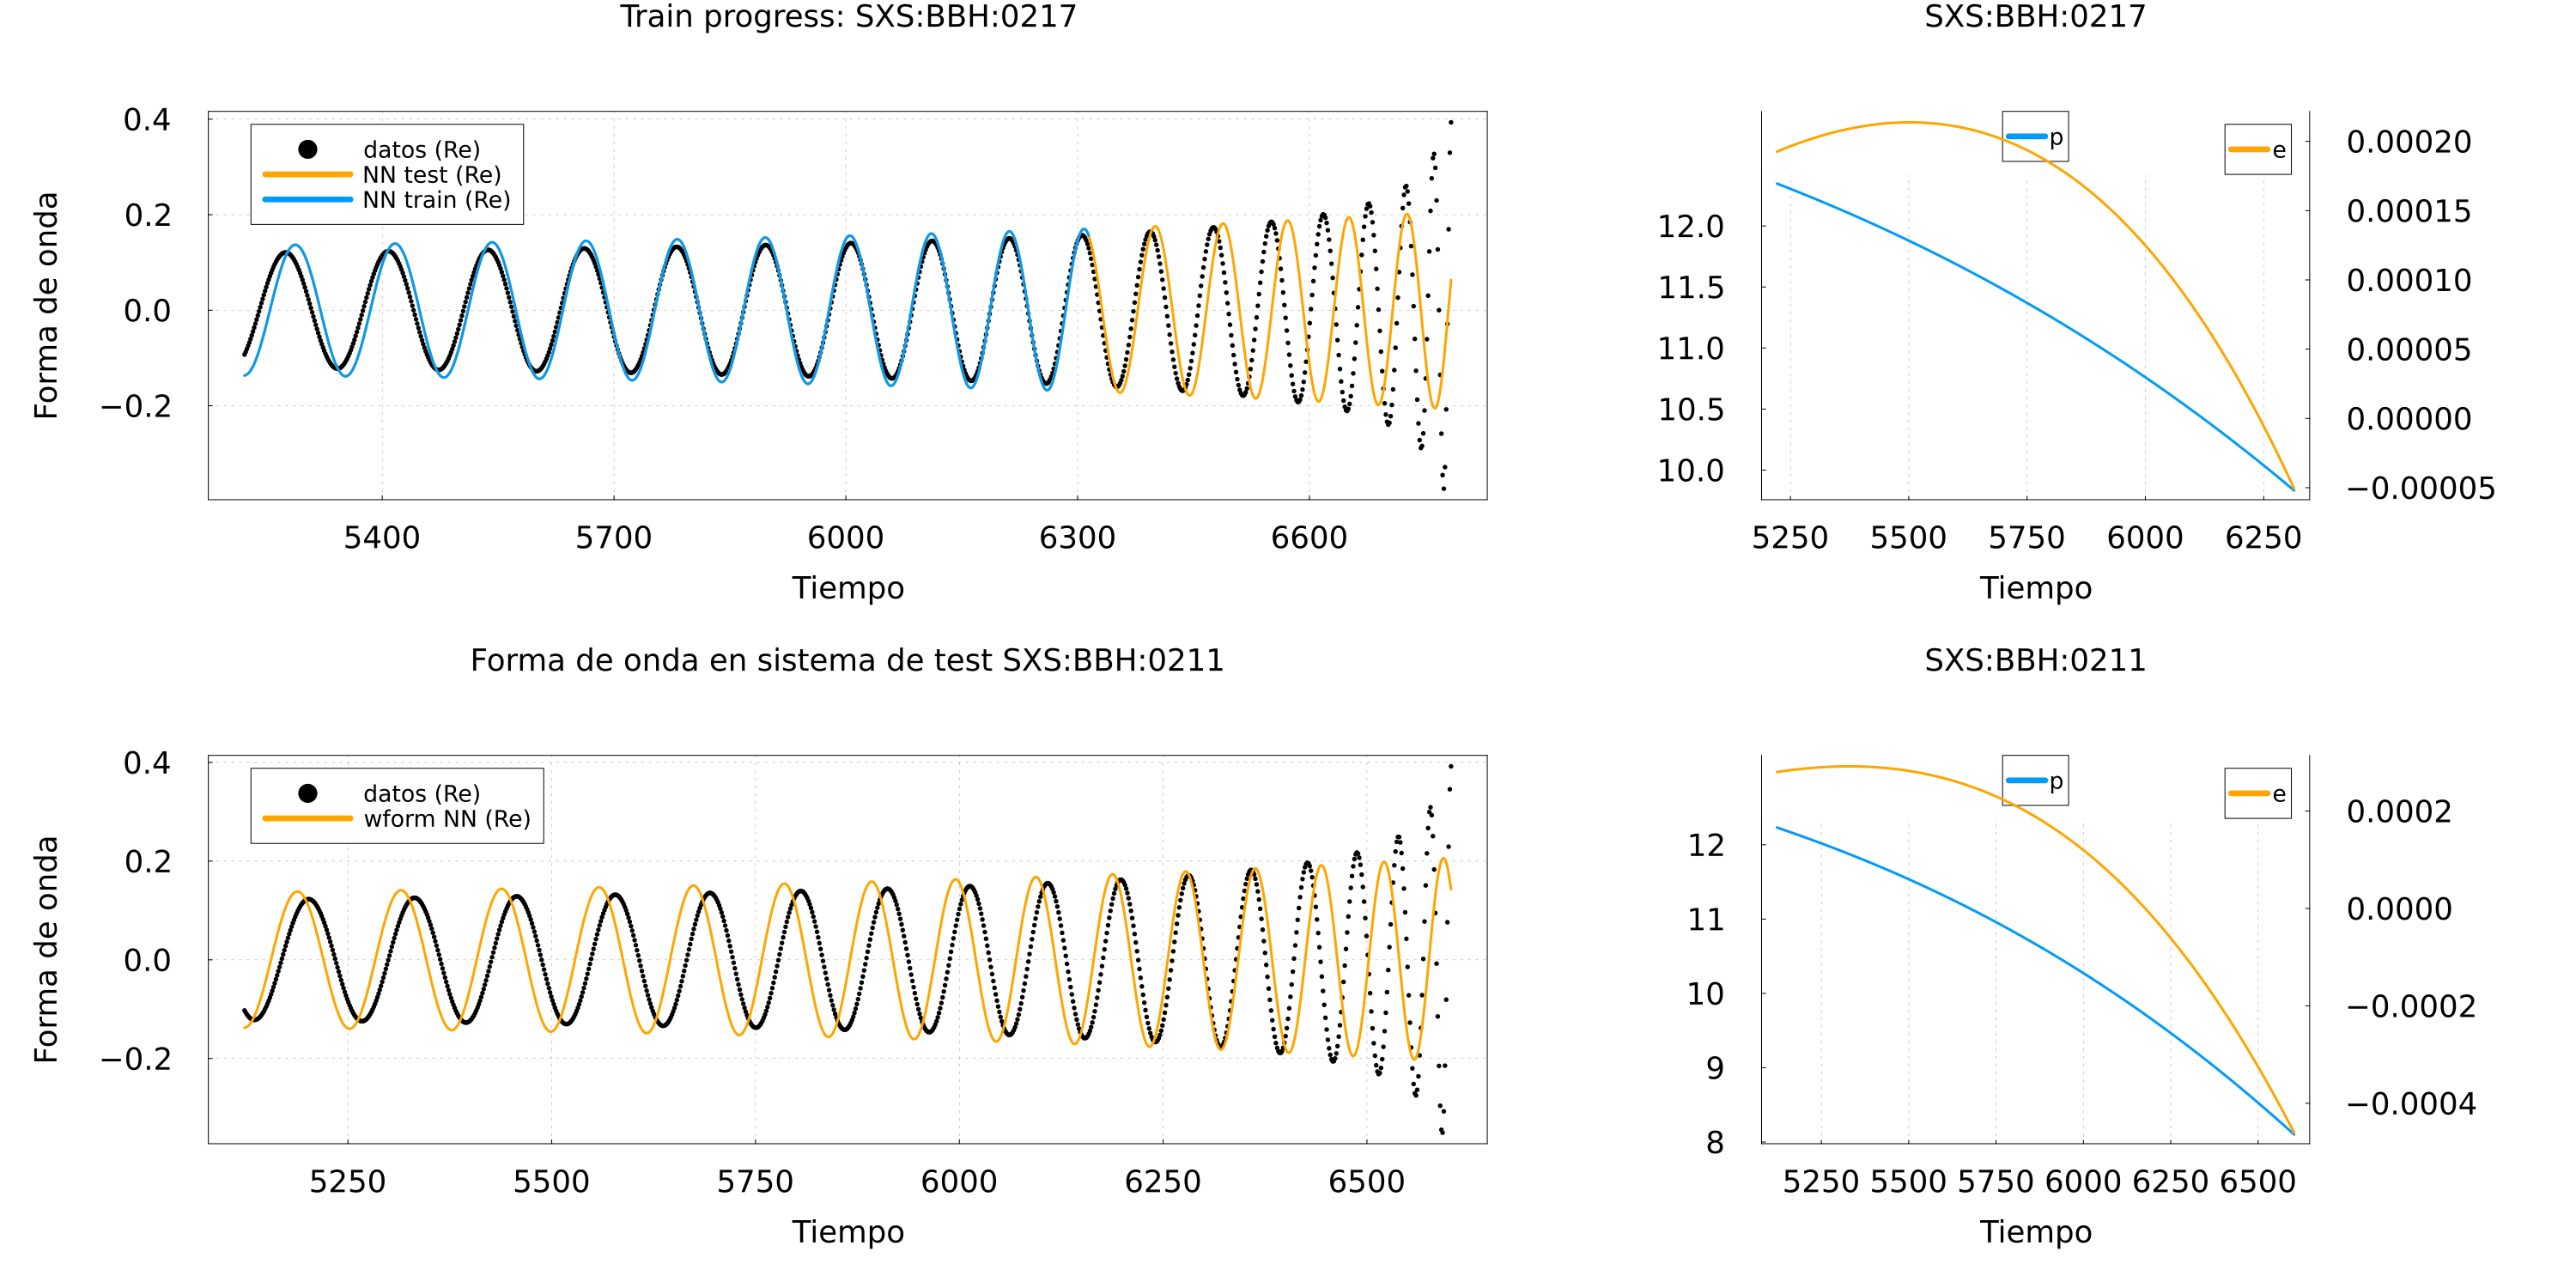 Train progress: SXS:BBH:0217
0.4
0.2
0.0
−0.2
Forma de onda
datos (Re)
NN test (Re)
NN train (Re)
5400 5700 6000 6300 6600
Tiempo
SXS:BBH:0217
12.0
11.5
11.0
10.5
10.0
p
e
0.00020
0.00015
0.00010
0.00005
0.00000
−0.00005
5250 5500 5750 6000 6250
Tiempo
Forma de onda en sistema de test SXS:BBH:0211
0.4
0.2
0.0
−0.2
Forma de onda
datos (Re)
wform NN (Re)
5250 5500 5750 6000 6250 6500
Tiempo
SXS:BBH:0211
12
11
10
9
8
p
e
0.0002
0.0000
−0.0002
−0.0004
5250 5500 5750 6000 6250 6500
Tiempo